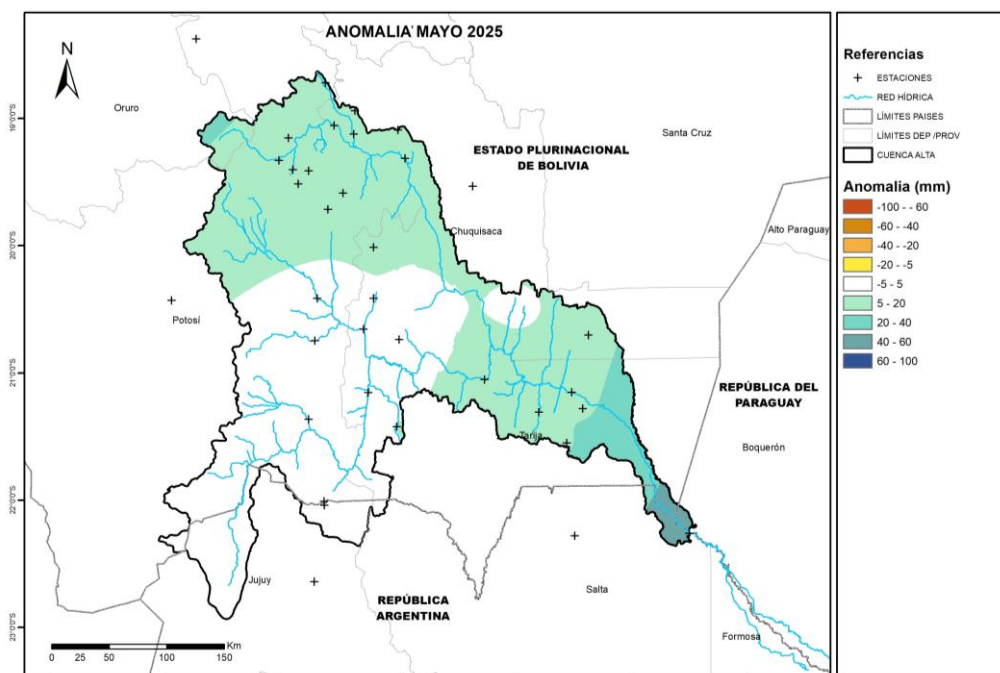 ANOMALIA MAYO 2025
N
Oruro
19°0'0"S
Santa Cruz
ESTADO PLURINACIONAL
DE BOLIVIA
Chuquisaca
Alto Paraguay
20°0'0"S
Potosí
21°0'0"S
REPÚBLICA DEL
PARAGUAY
Tarija
Boquerón
22°0'0"S
Jujuy
Salta
REPÚBLICA
ARGENTINA
23°0'0"S
Formosa
Km
0 25 50 100 150
Referencias
ESTACIONES
RED HÍDRICA
LÍMITES PAISES
LÍMITES DEP /PROV
CUENCA ALTA
Anomalia (mm)
-100 - - 60
-60 - -40
-40 - -20
-20 - -5
-5 - 5
5 - 20
20 - 40
40 - 60
60 - 100